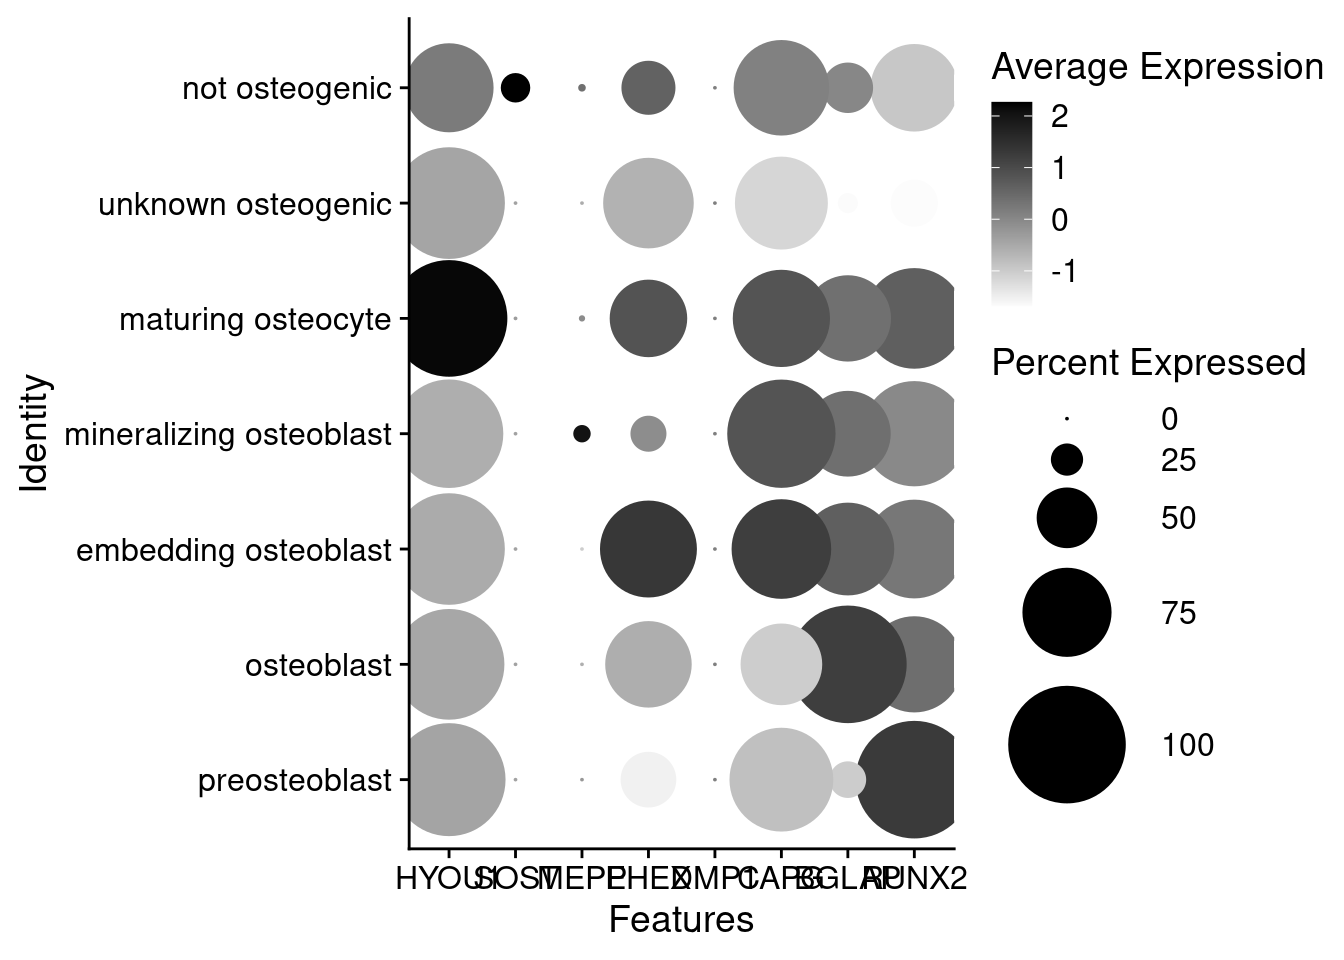 not osteogenic
unknown osteogenic
maturing osteocyte
mineralizing osteoblast
embedding osteoblast
osteoblast
preosteoblast
Identity
HYOU1 SOST MEPE PHEX DMP1 CAPG BGLAP RUNX2
Features
Average Expression
2
1
0
-1
Percent Expressed
0
25
50
75
100